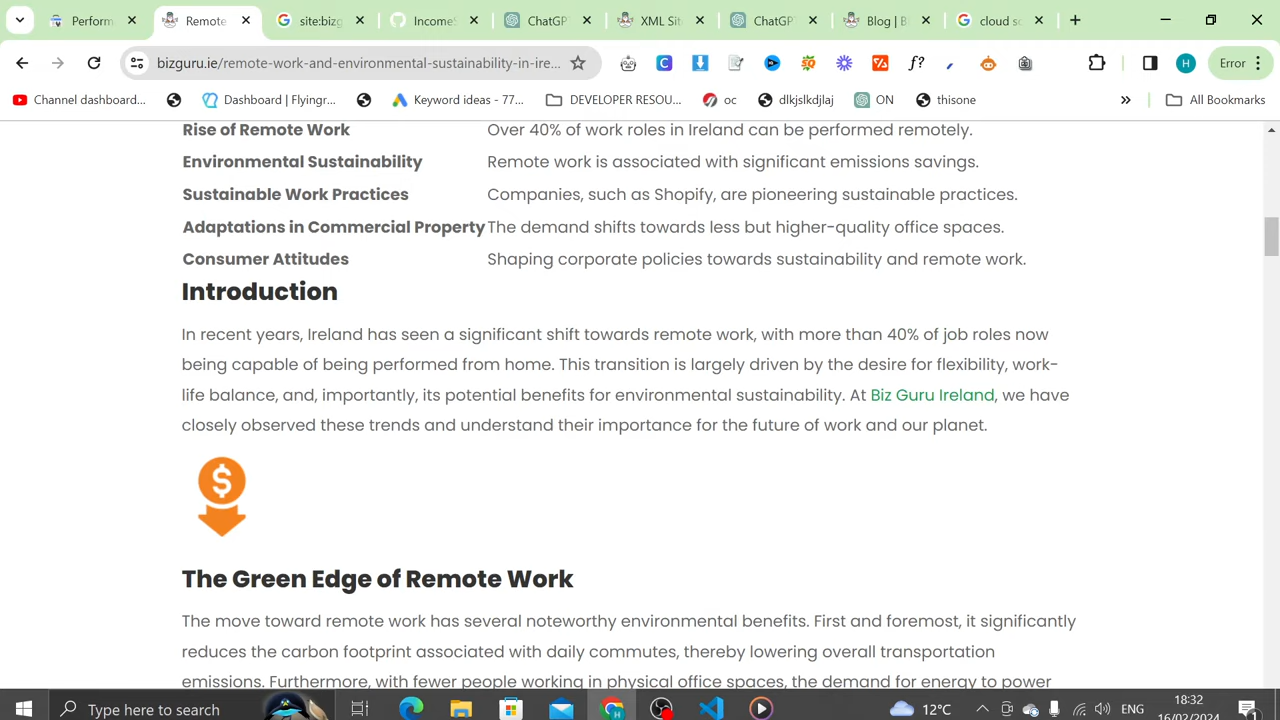 Perform
Remote
site:bizg
IncomeS
ChatGPT
XML Sit
ChatGPT
Blog | B
cloud sc
bizguru.ie/remote-work-and-environmental-sustainability-in-ire...
Error
Channel dashboard...
Dashboard | Flyingr...
Keyword ideas - 77...
DEVELOPER RESOU...
oc
dlkjslkdjlaj
ON
thisone
All Bookmarks
Rise of Remote Work Over 40% of work roles in Ireland can be performed remotely.
Environmental Sustainability Remote work is associated with significant emissions savings.
Sustainable Work Practices Companies, such as Shopify, are pioneering sustainable practices.
Adaptations in Commercial Property The demand shifts towards less but higher-quality office spaces.
Consumer Attitudes Shaping corporate policies towards sustainability and remote work.
Introduction
In recent years, Ireland has seen a significant shift towards remote work, with more than 40% of job roles now
being capable of being performed from home. This transition is largely driven by the desire for flexibility, work-
life balance, and, importantly, its potential benefits for environmental sustainability. At Biz Guru Ireland, we have
closely observed these trends and understand their importance for the future of work and our planet.
$
The Green Edge of Remote Work
The move toward remote work has several noteworthy environmental benefits. First and foremost, it significantly
reduces the carbon footprint associated with daily commutes, thereby lowering overall transportation
emissions. Furthermore, with fewer people working in physical office spaces, the demand for energy to power
Type here to search
12°C
ENG
18:32
16/02/2024